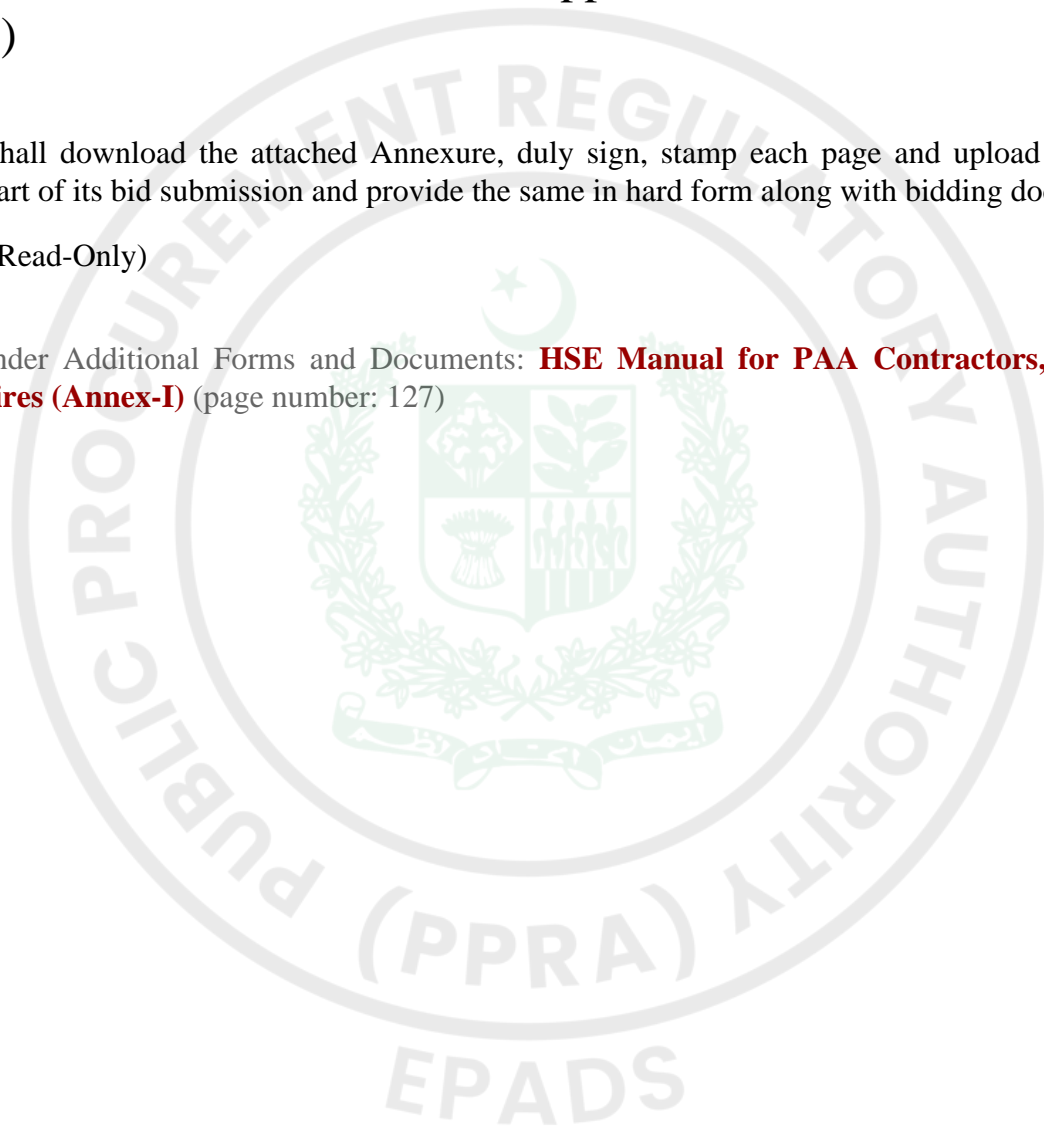 )
hall download the attached Annexure, duly sign, stamp each page and upload
art of its bid submission and provide the same in hard form along with bidding doc
Read-Only)
nder Additional Forms and Documents: HSE Manual for PAA Contractors,
ires (Annex-I) (page number: 127)
PUBLIC PROCUREMENT REGULATORY AUTHORITY
(PPRA)
EPADS